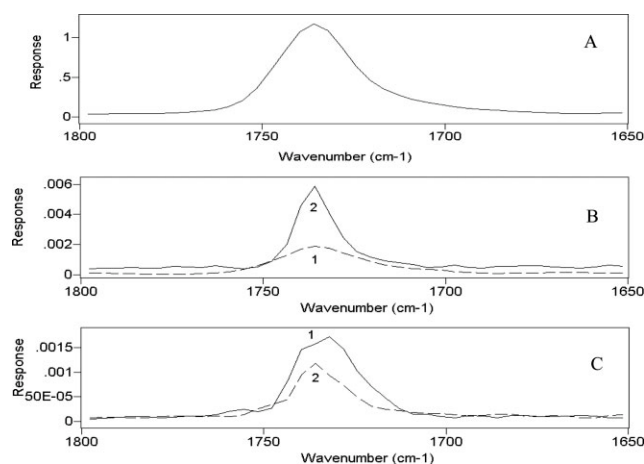 A
Response
1
.5
0
1800
1750
1700
1650
Wavenumber (cm-1)
B
Response
.006
.004
.002
0
2
1
1800
1750
1700
1650
Wavenumber (cm-1)
C
Response
.0015
.001
50E-05
0
1
2
1800
1750
1700
1650
Wavenumber (cm-1)